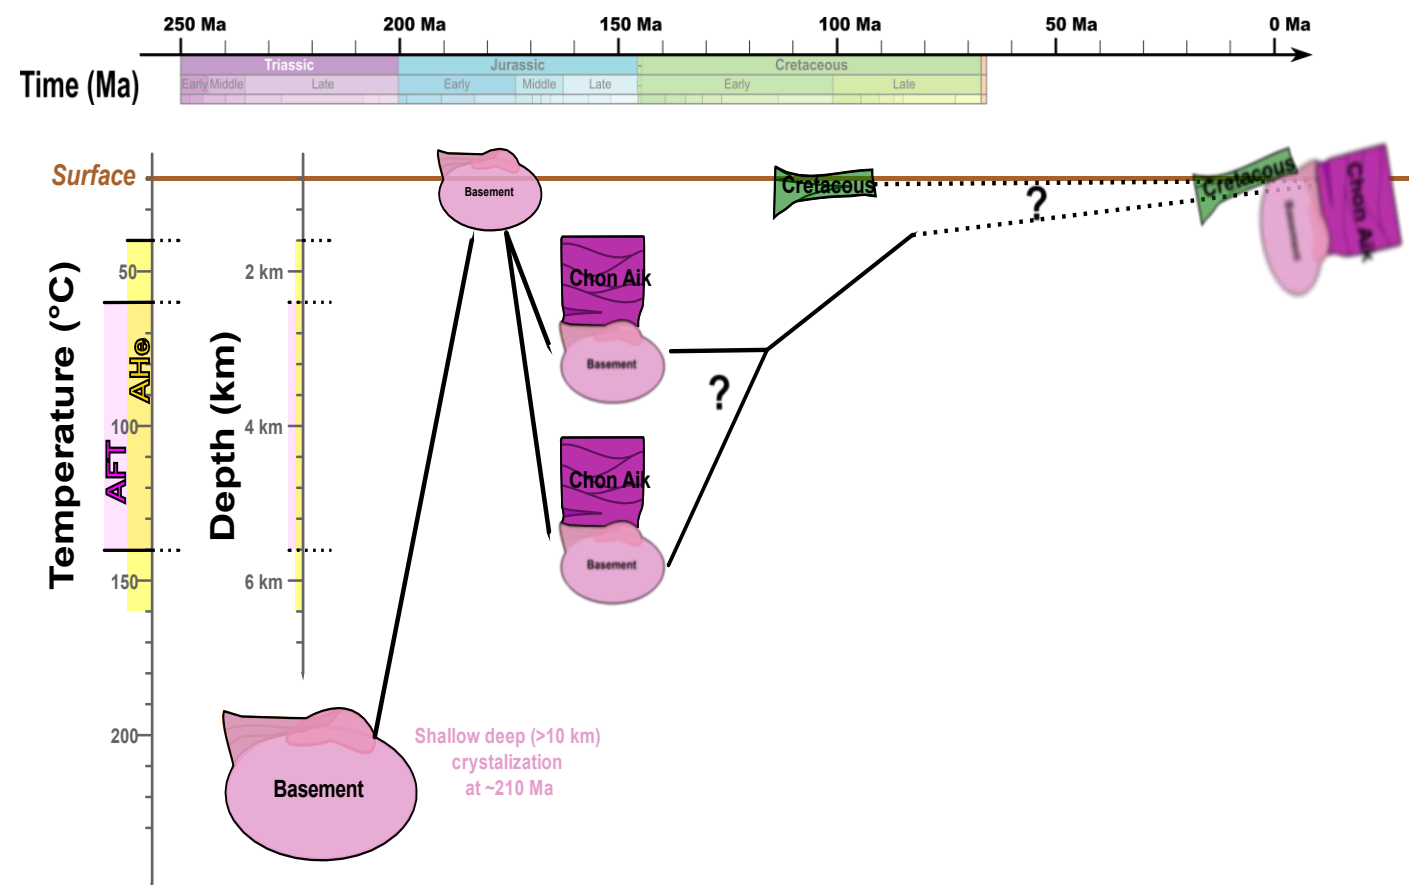 250 Ma 200 Ma 150 Ma 100 Ma 50 Ma 0 Ma
Time (Ma)
Triassic Jurassic Cretaceous
Early Middle Late Early Middle Late Early Late
Surface
Basement
Cretacous
?
Cretacous
Basement
Chon Aik
Temperature (°C)
50
100
150
200
AFT
AHe
Depth (km)
2 km
4 km
6 km
Chon Aik
Basement
?
Chon Aik
Basement
Basement
Shallow deep (>10 km)
crystalization
at ~210 Ma